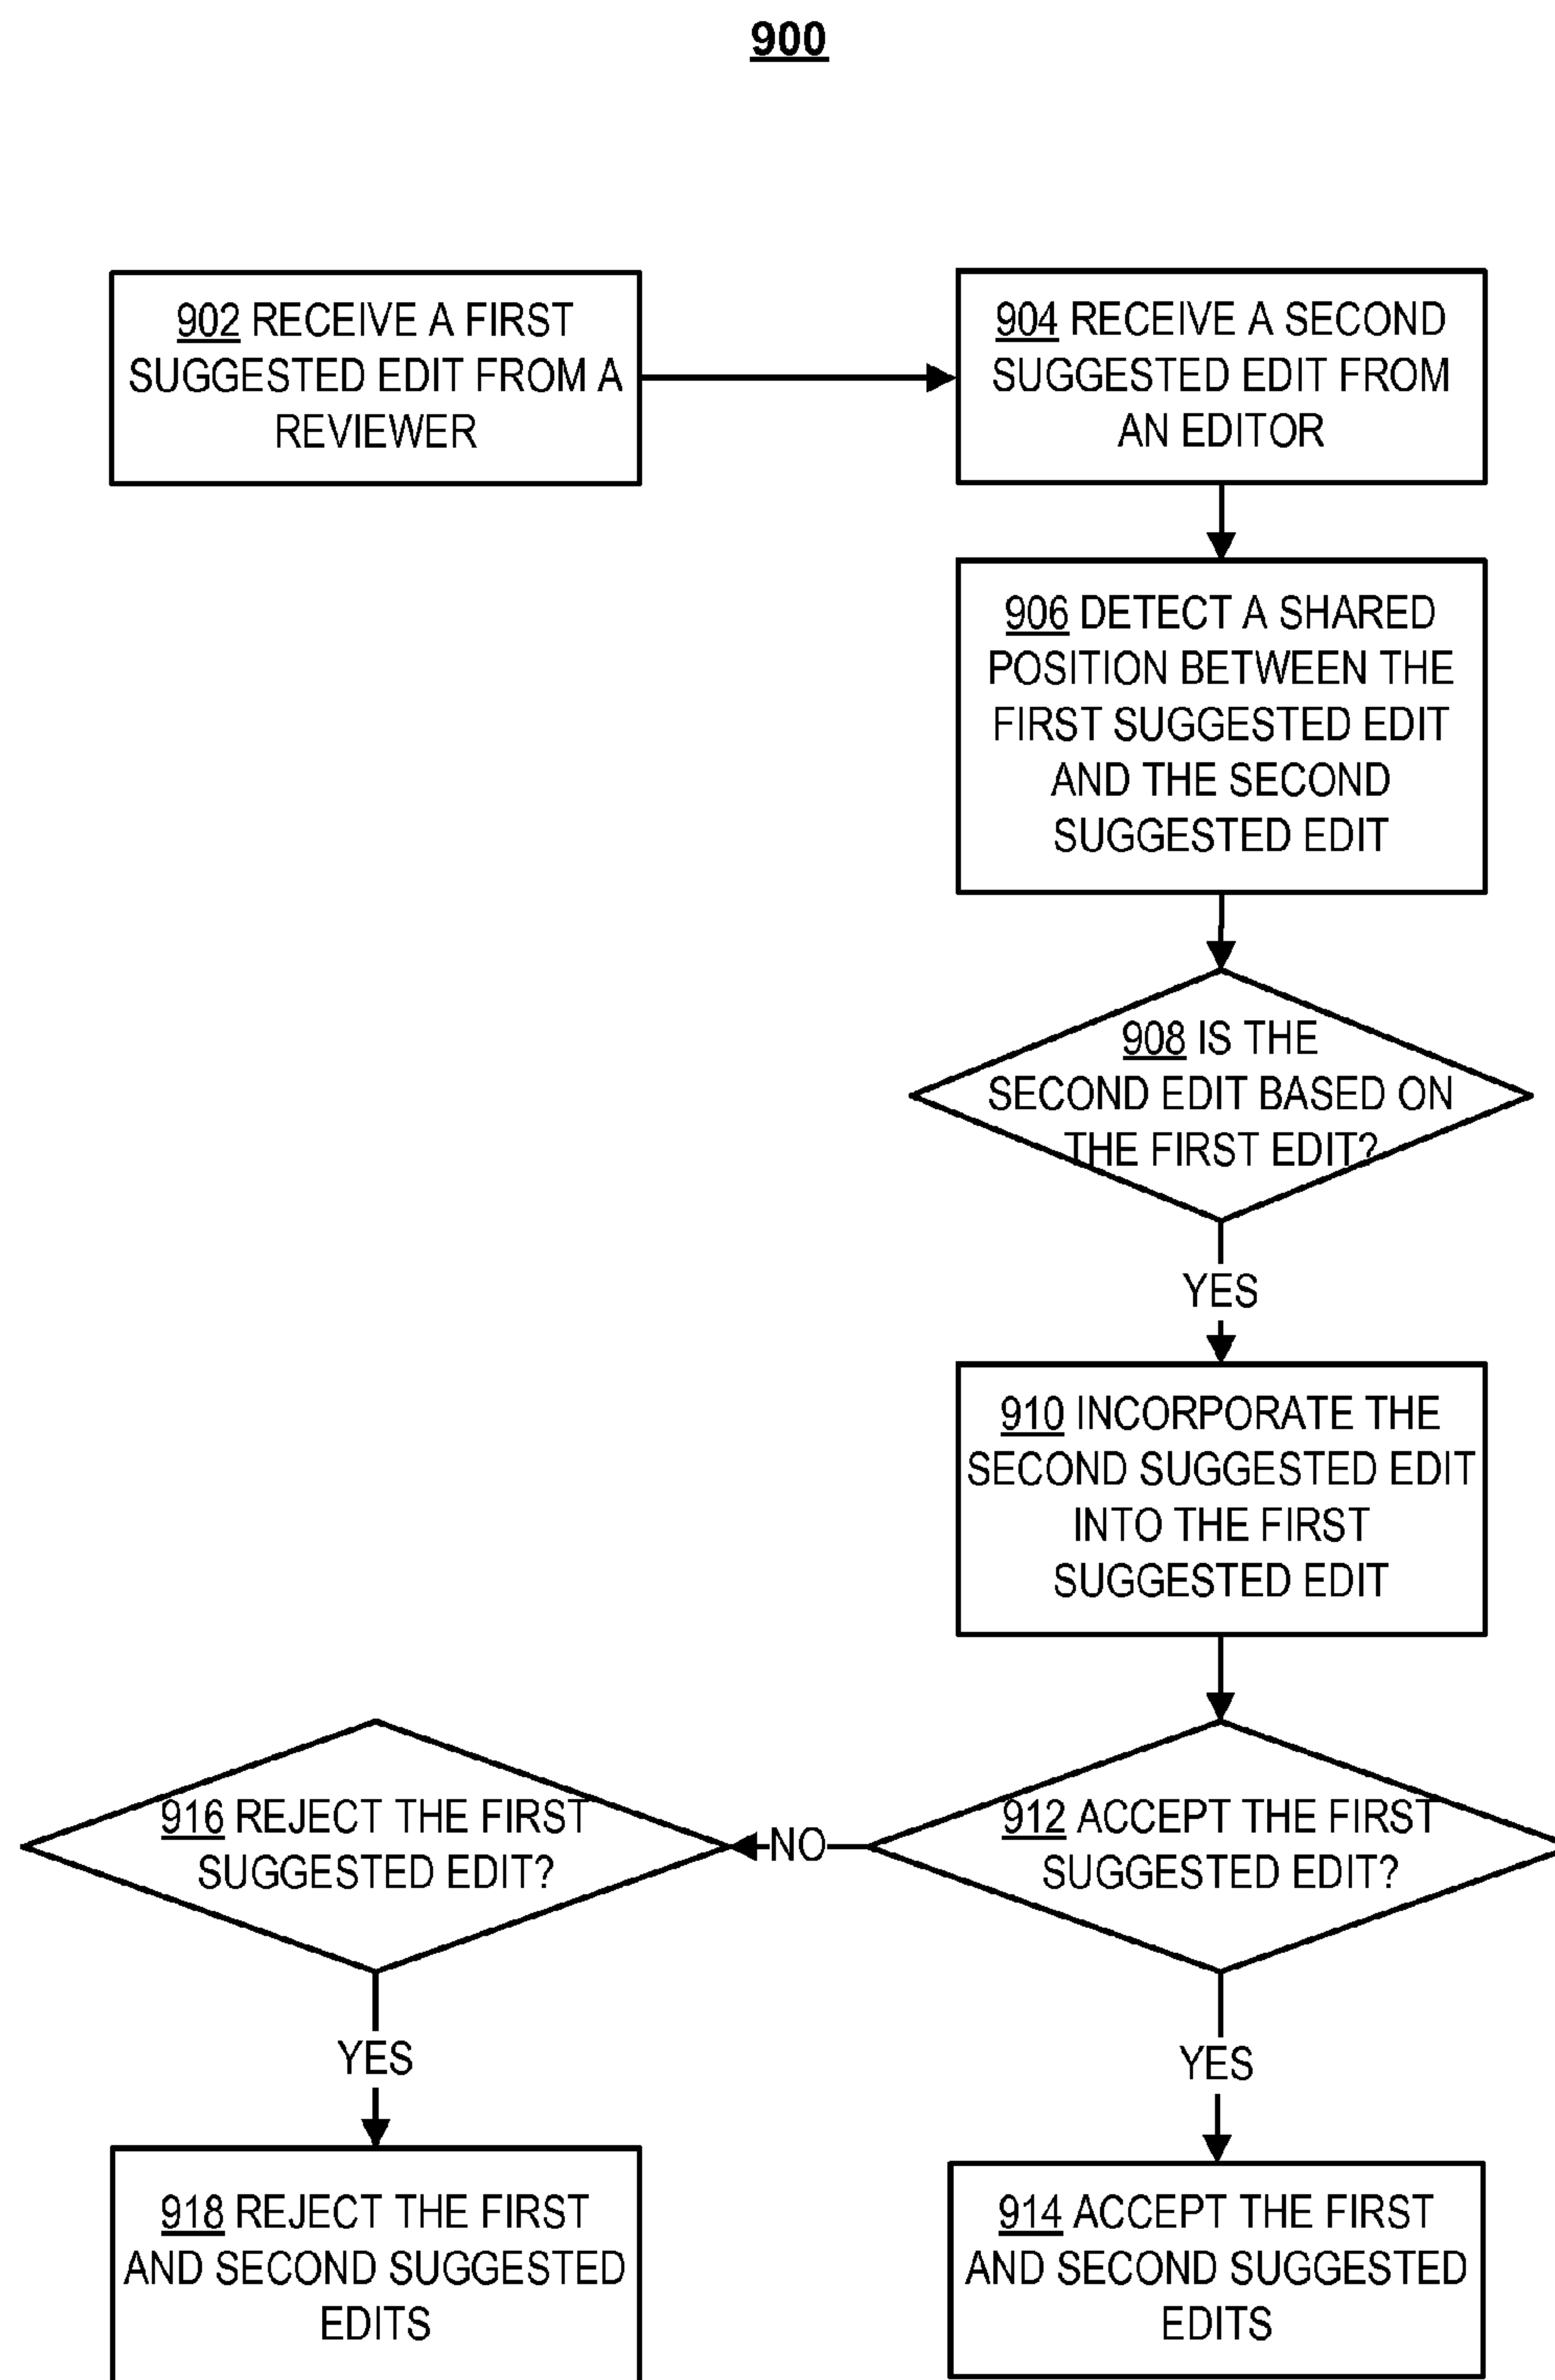 900
902 RECEIVE A FIRST
SUGGESTED EDIT FROM A
REVIEWER
904 RECEIVE A SECOND
SUGGESTED EDIT FROM
AN EDITOR
906 DETECT A SHARED
POSITION BETWEEN THE
FIRST SUGGESTED EDIT
AND THE SECOND
SUGGESTED EDIT
908 IS THE
SECOND EDIT BASED ON
THE FIRST EDIT?
YES
910 INCORPORATE THE
SECOND SUGGESTED EDIT
INTO THE FIRST
SUGGESTED EDIT
912 ACCEPT THE FIRST
SUGGESTED EDIT?
NO
916 REJECT THE FIRST
SUGGESTED EDIT?
YES
YES
918 REJECT THE FIRST
AND SECOND SUGGESTED
EDITS
914 ACCEPT THE FIRST
AND SECOND SUGGESTED
EDITS